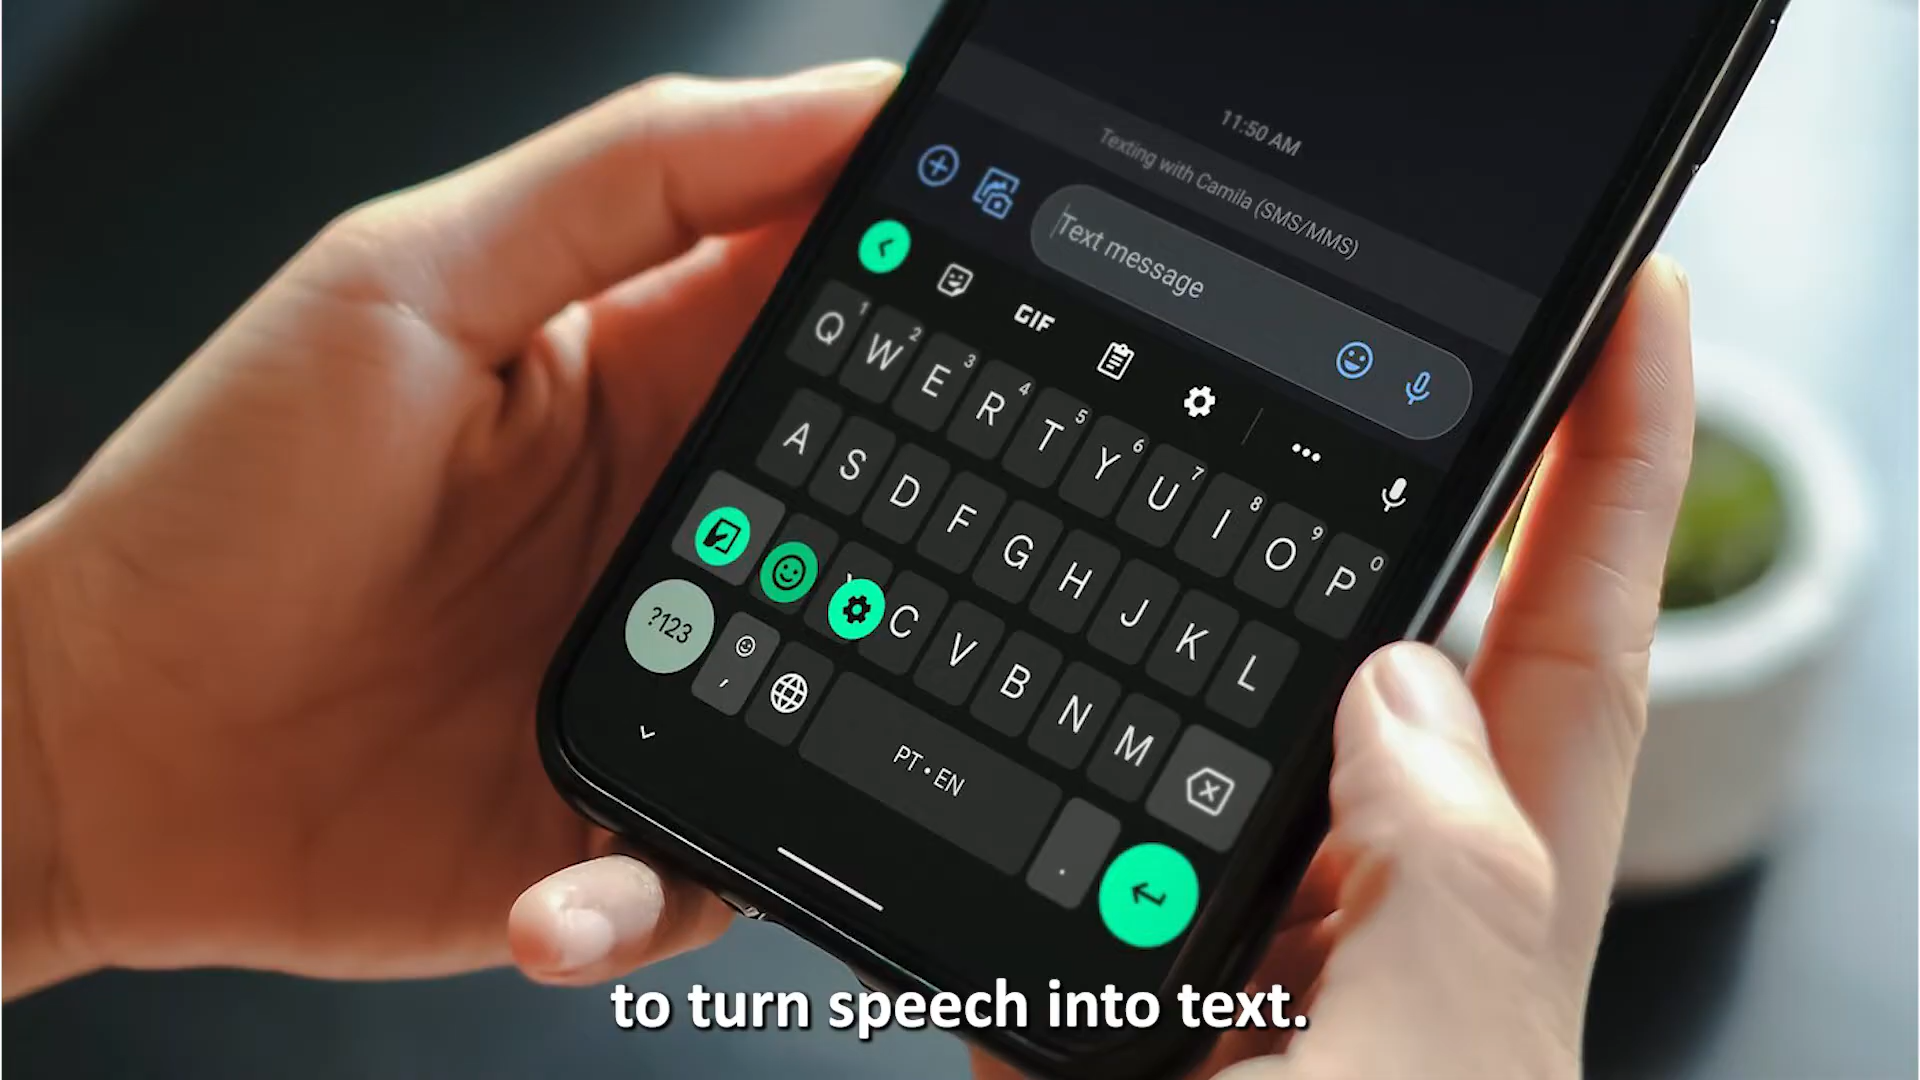 11:50 AM
Texting with Camila (SMS/MMS)
Text message
GIF
Q 1 W 2 E 3 R 4 T 5 Y 6 U 7 I 8 O 9 P 0
A S D F G H J K L
C V B N M
?123 , PT • EN .
to turn speech into text.